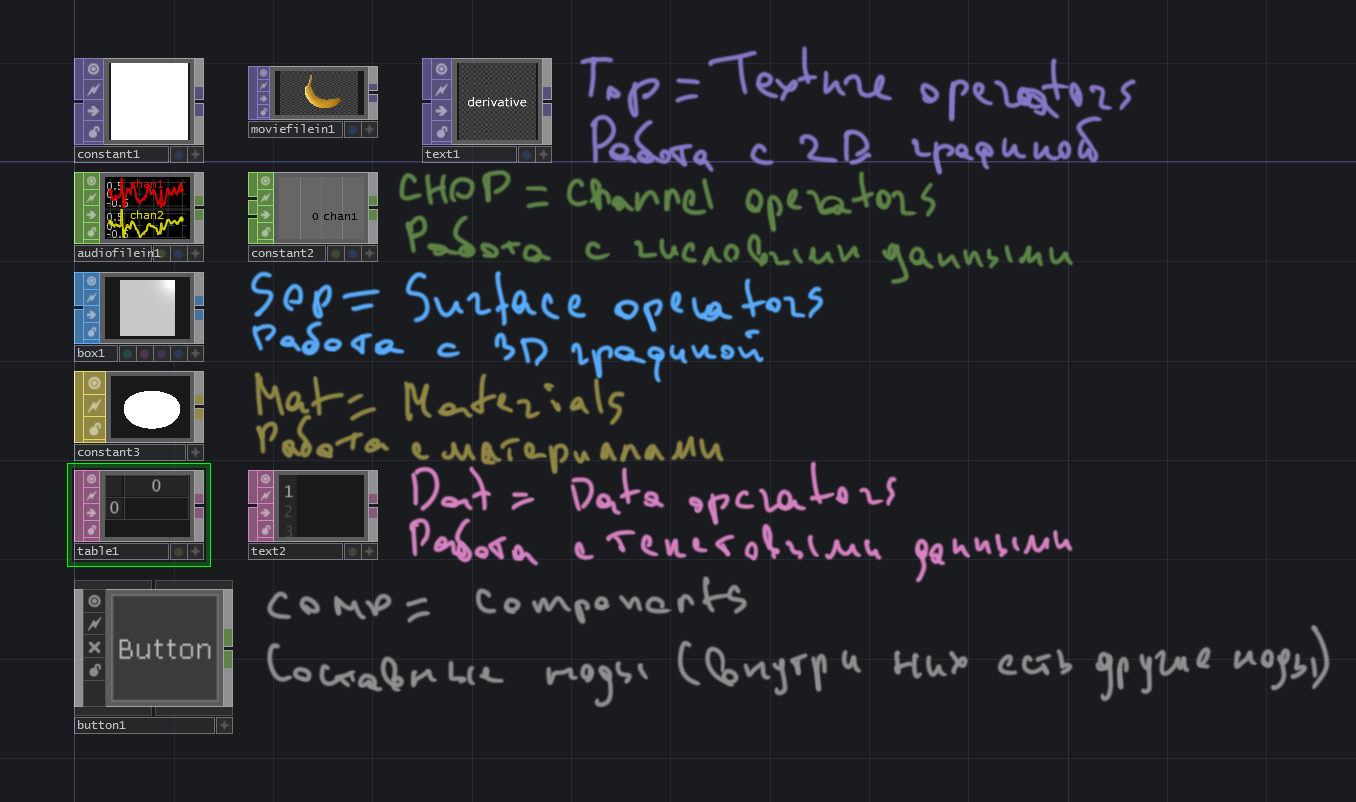 derivative
Top = Texture operators
constant1
moviefilein1
text1
Работа с 2D графикой
0.5 chan1
-0.5
0.5 chan2
-0.5
0 chan1
CHOP = Channel operators
audiofilein1
constant2
Работа с числовыми данными
Sop = Surface operators
box1
Работа с 3D графикой
Mat = Materials
constant3
Работа с материалами
0
0
1
2
3
Dat = Data operators
table1
text2
Работа с текстовыми данными
Button
COMP = Components
Составные ноды (внутри них есть другие ноды)
button1